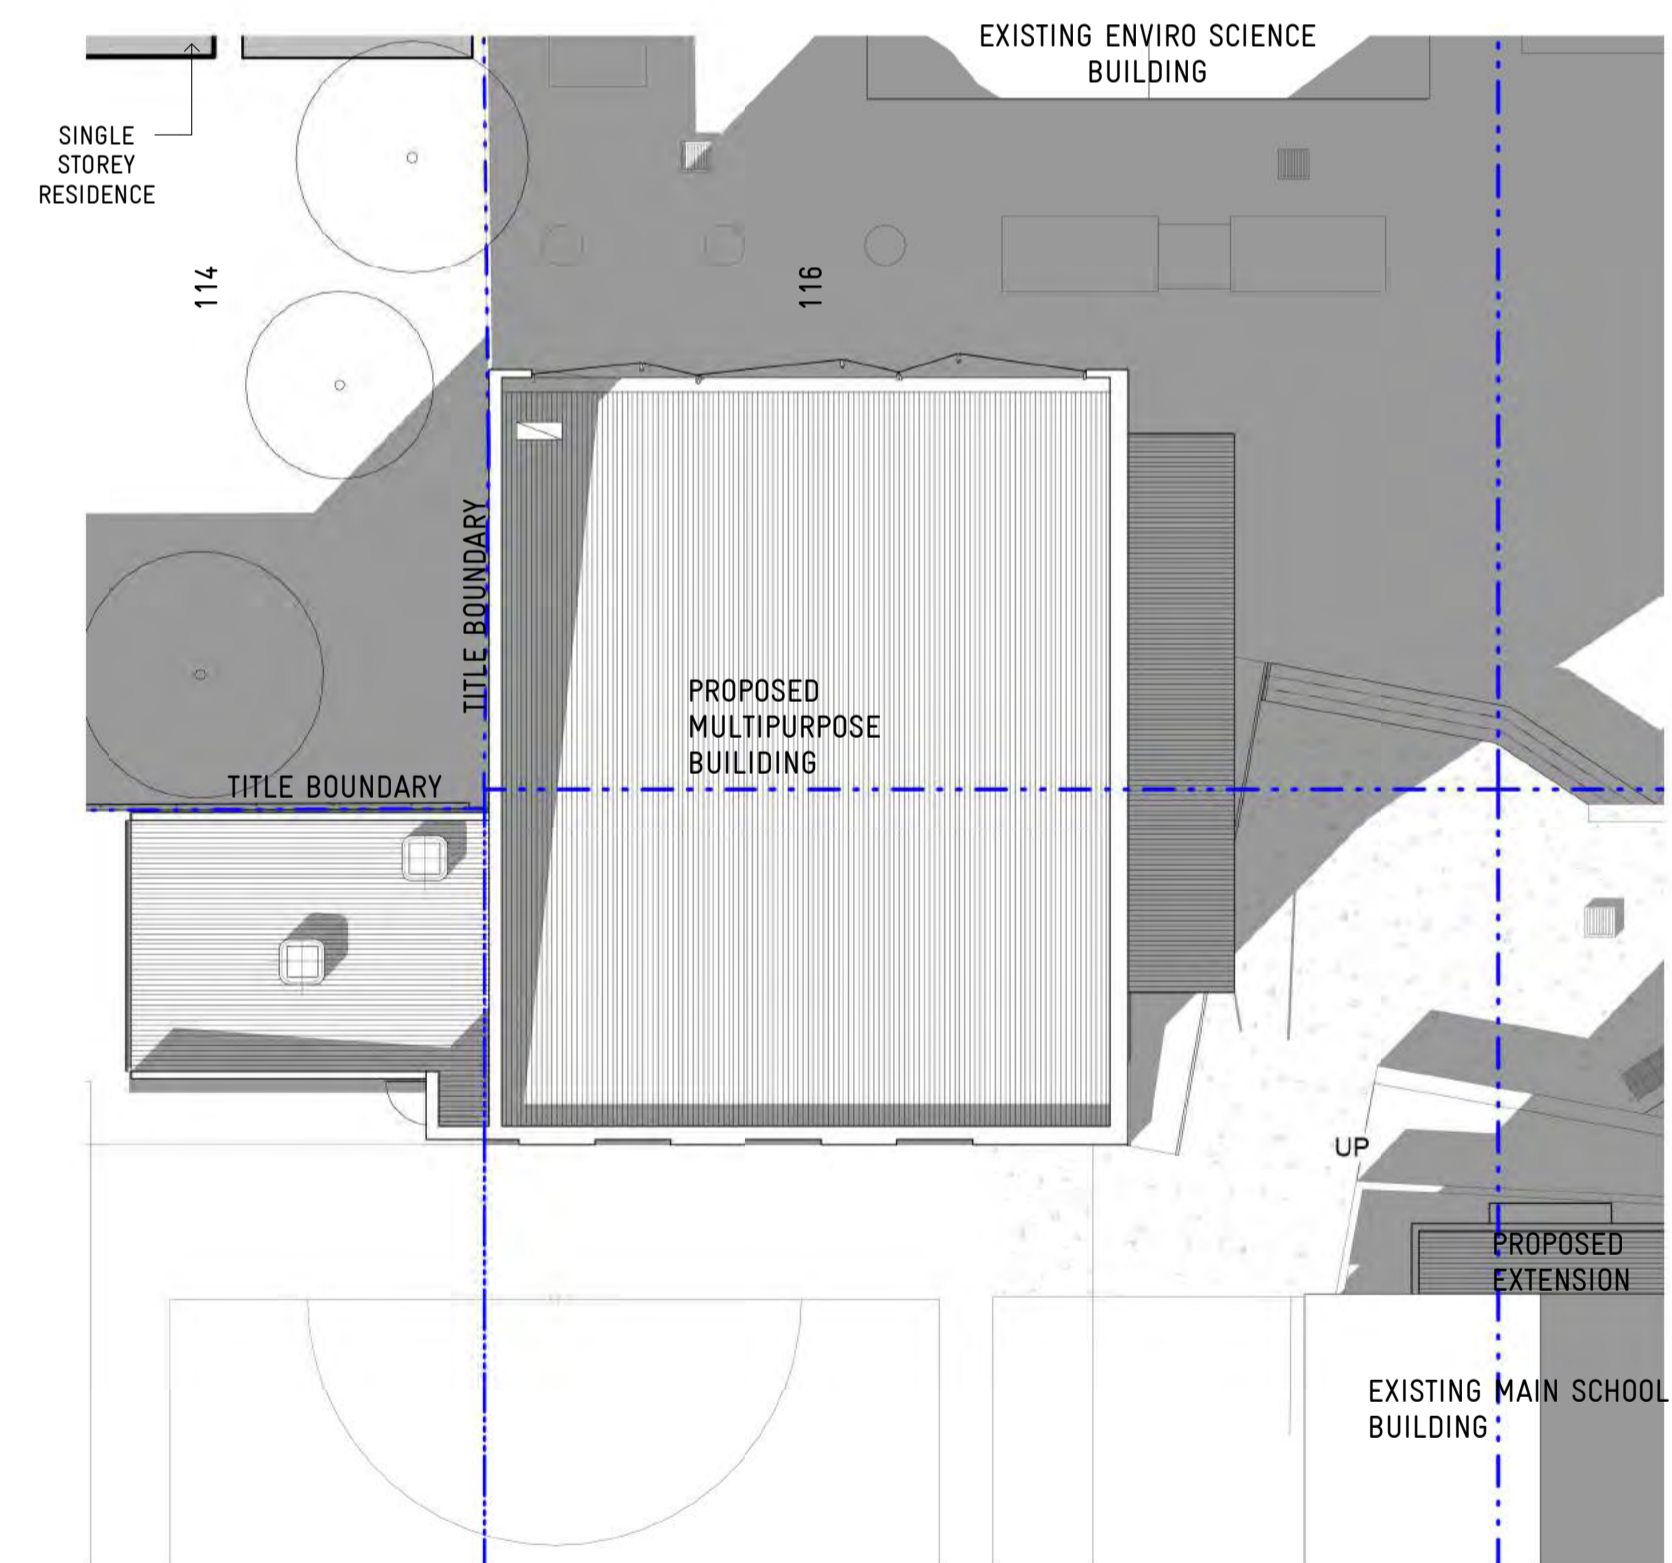 EXISTING ENVIRO SCIENCE
BUILDING
SINGLE
STOREY
RESIDENCE
114
116
TITLE BOUNDARY
PROPOSED
MULTIPURPOSE
BUILIDING
TITLE BOUNDARY
UP
PROPOSED
EXTENSION
EXISTING MAIN SCHOOL
BUILDING